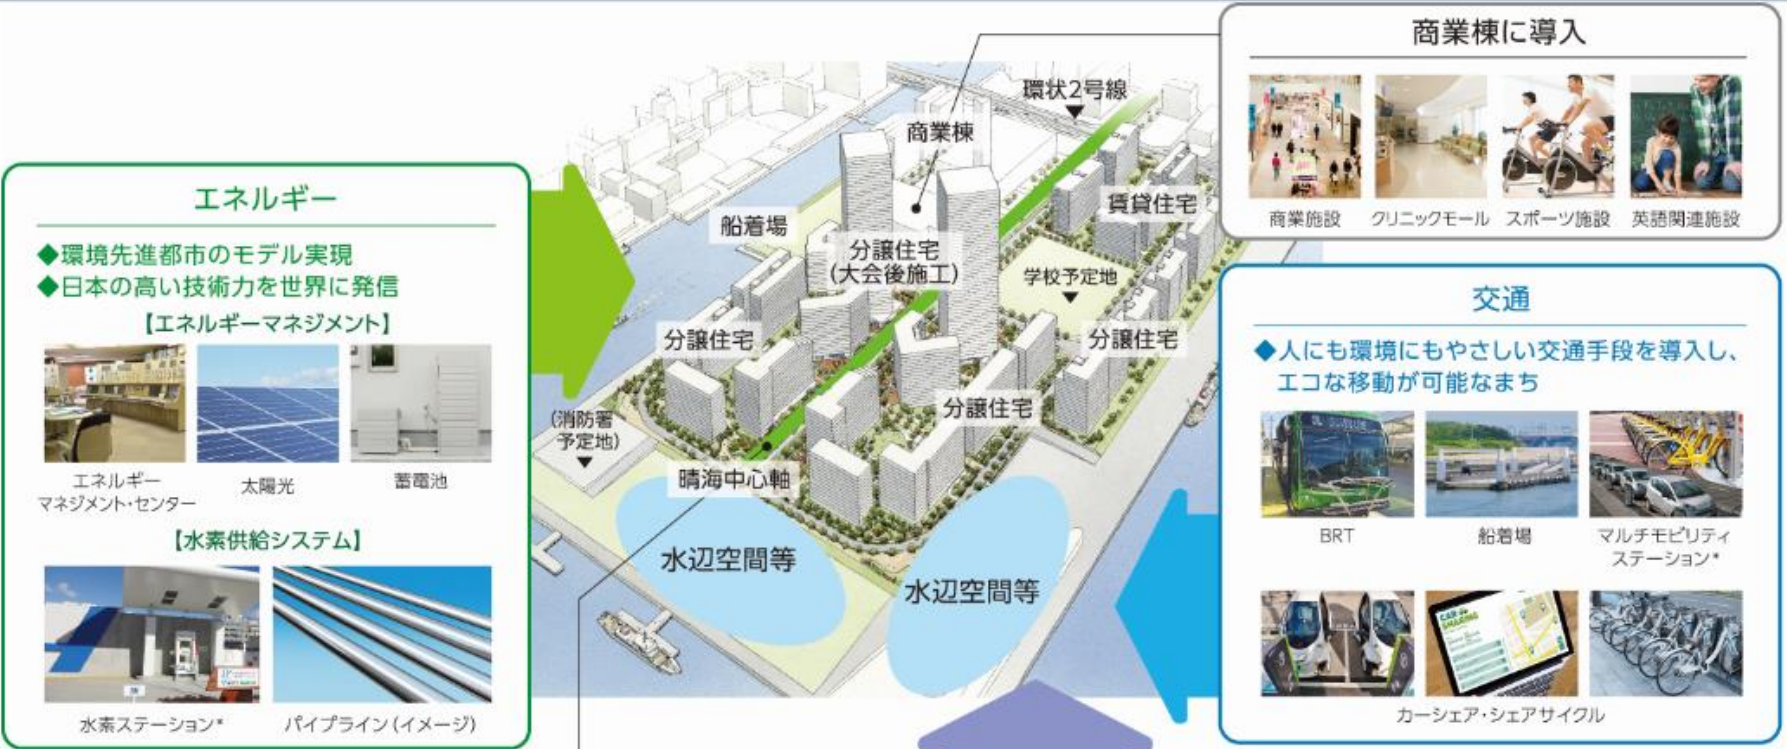 商業棟に導入
商業施設
クリニックモール
スポーツ施設
英語関連施設
エネルギー
◆環境先進都市のモデル実現
◆日本の高い技術力を世界に発信
【エネルギーマネジメント】
エネルギー
マネジメント・センター
太陽光
蓄電池
【水素供給システム】
水素ステーション*
パイプライン(イメージ)
環状2号線
▼
商業棟
賃貸住宅
船着場
分譲住宅
(大会後施工)
学校予定地
▼
分譲住宅
分譲住宅
分譲住宅
(消防署
予定地)
▼
晴海中心軸
水辺空間等
水辺空間等
交通
◆人にも環境にもやさしい交通手段を導入し、
エコな移動が可能なまち
BRT
船着場
マルチモビリティ
ステーション*
CAR
SHARING
カーシェア・シェアサイクル